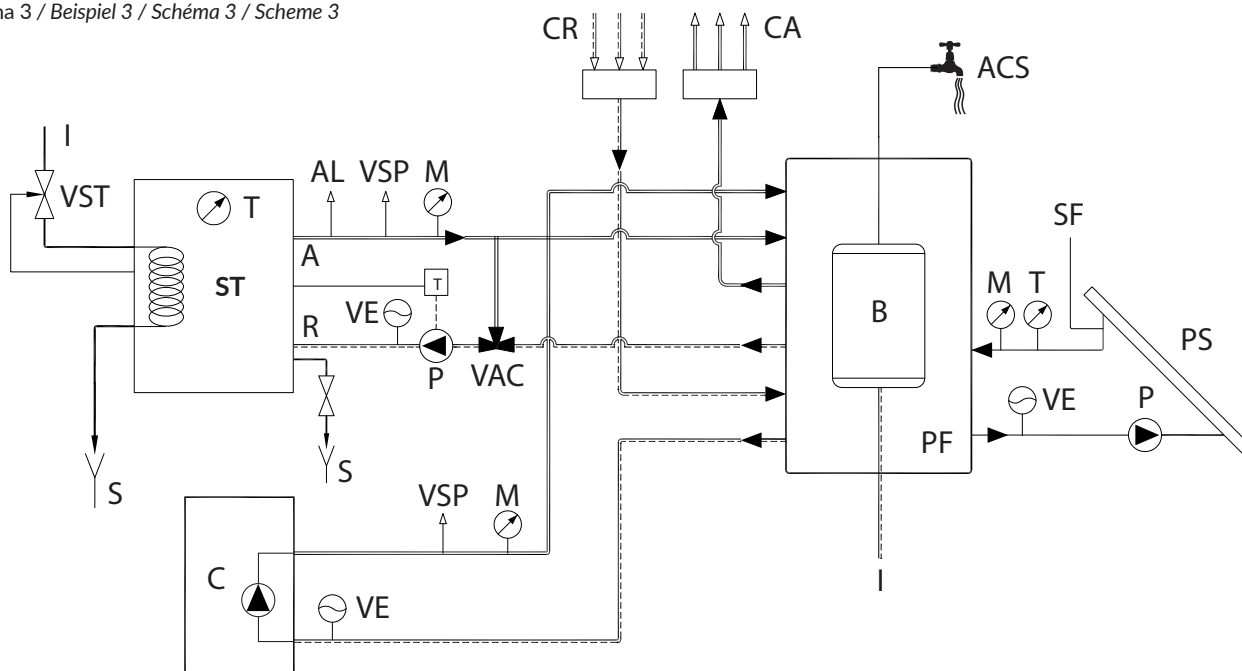 ma 3 / Beispiel 3 / Schéma 3 / Scheme 3
CR
CA
ACS
I
VST
T
AL
VSP
M
A
ST
T
SF
M
T
VE
R
B
PS
P
VAC
VE
P
PF
S
S
VSP
M
C
I
VE